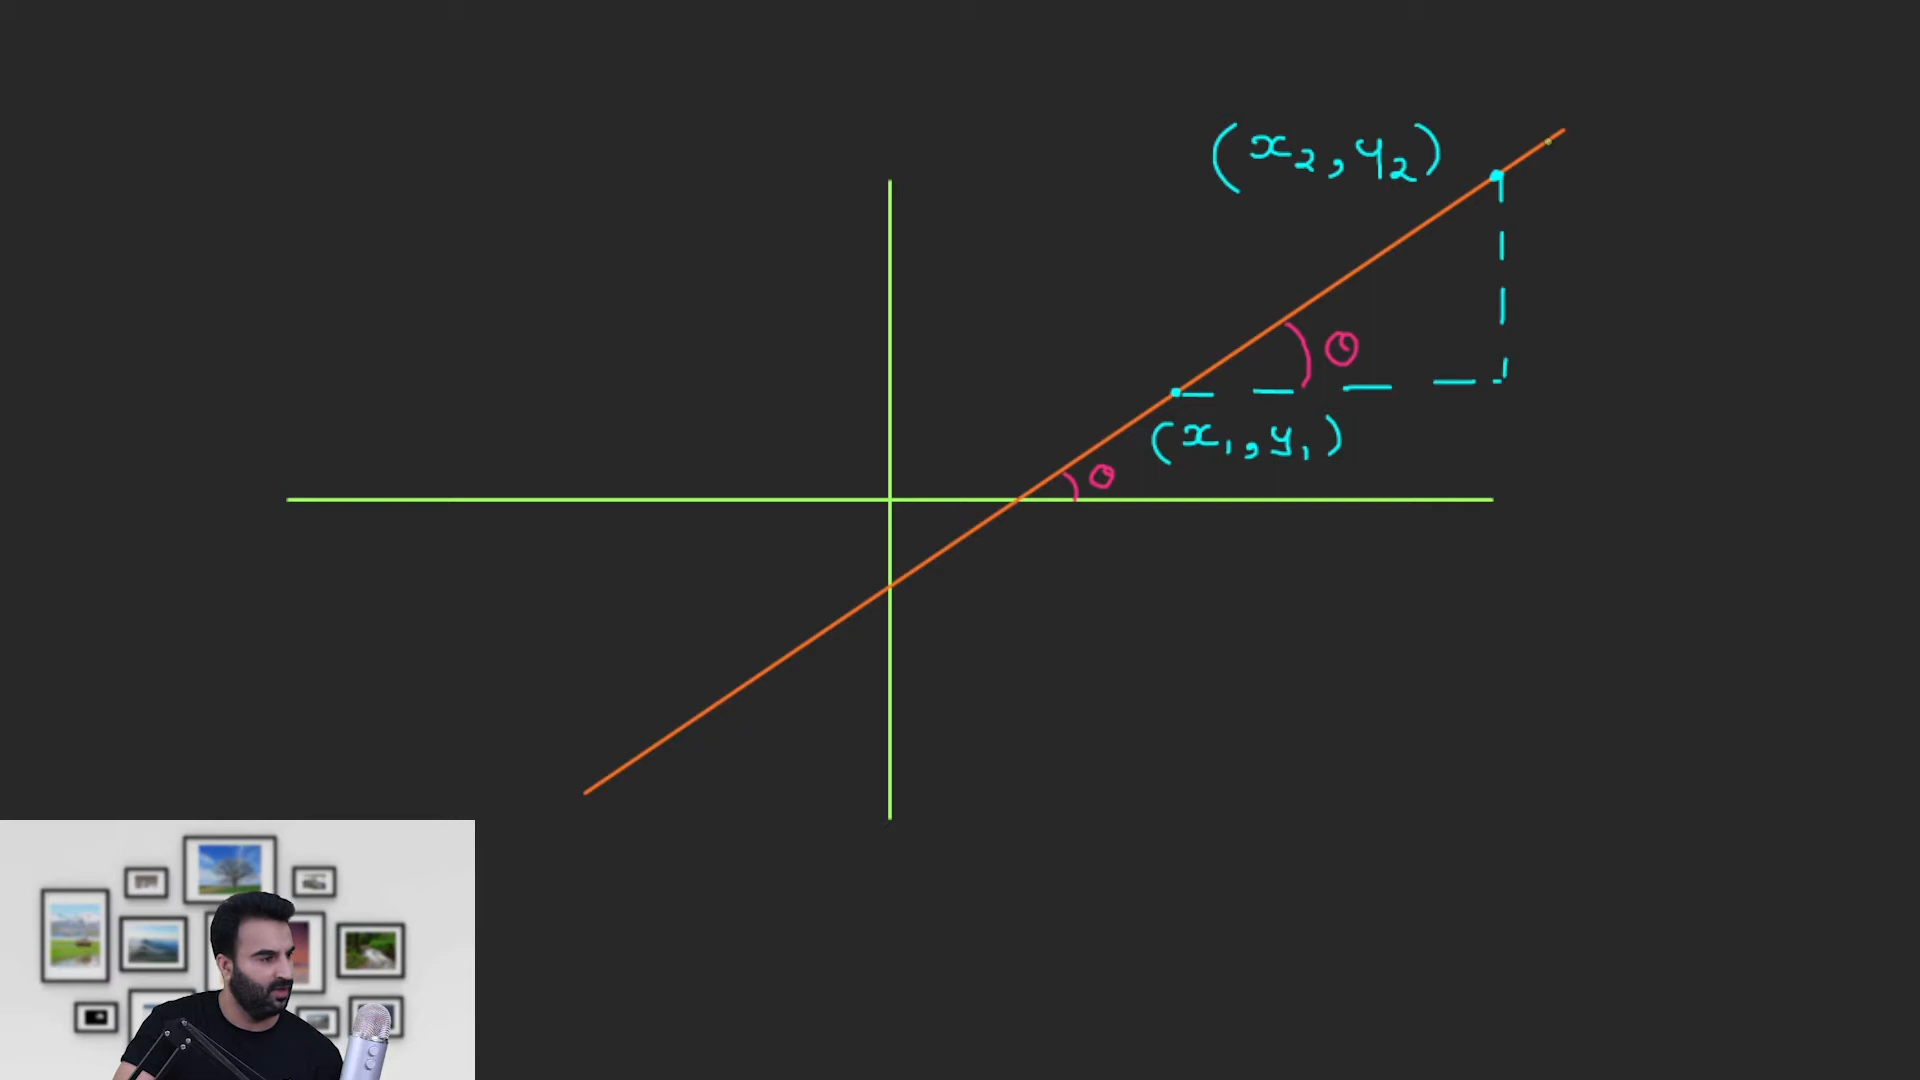 (x₂, y₂)
θ
(x₁, y₁)
θ